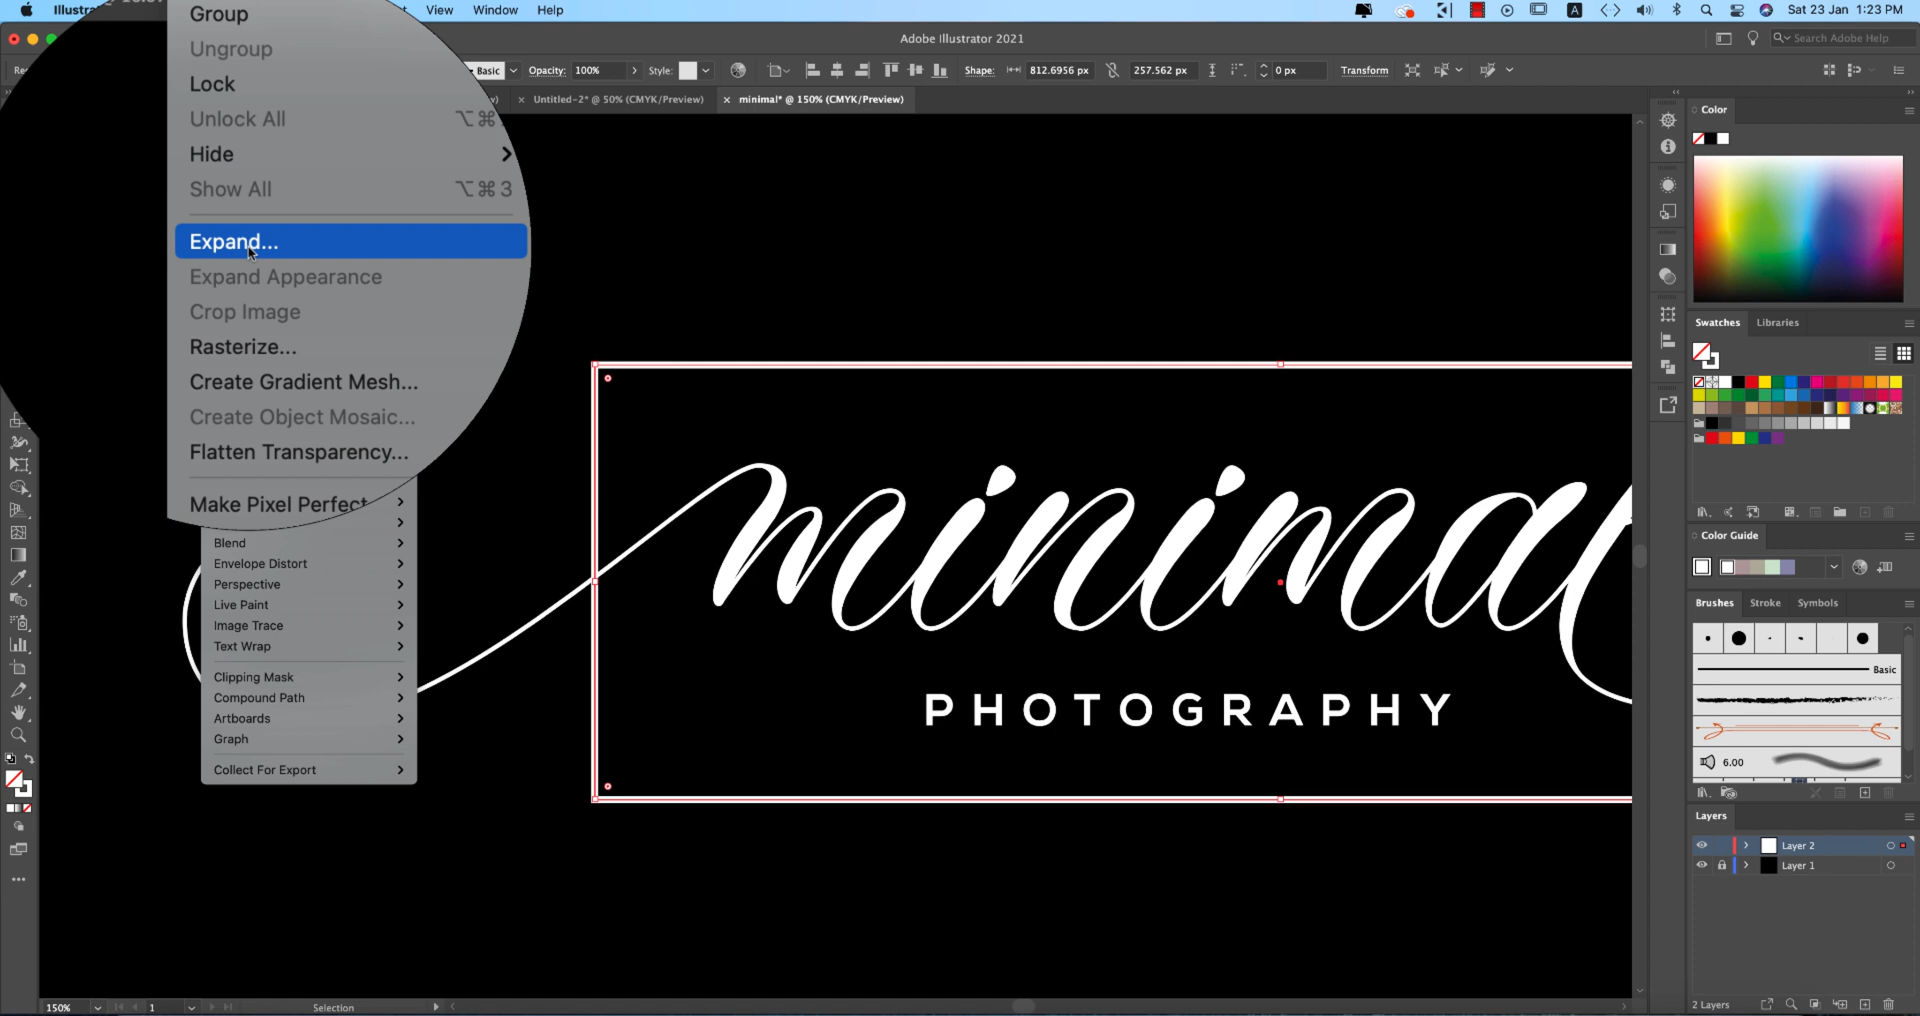 Illustra
View
Window
Help
A
Sat 23 Jan 1:23 PM
Adobe Illustrator 2021
Search Adobe Help
Basic
Opacity:
100%
Style:
Shape:
812.6956 px
257.562 px
0 px
Transform
Untitled-2* @ 50% (CMYK/Preview)
minimal* @ 150% (CMYK/Preview)
Group
Ungroup
Lock
Unlock All ⌥⌘
Hide
Show All ⌥⌘3
Expand...
Expand Appearance
Crop Image
Rasterize...
Create Gradient Mesh...
Create Object Mosaic...
Flatten Transparency...
Make Pixel Perfect
Blend
Envelope Distort
Perspective
Live Paint
Image Trace
Text Wrap
Clipping Mask
Compound Path
Artboards
Graph
Collect For Export
minimal
PHOTOGRAPHY
Color
Swatches
Libraries
Color Guide
Brushes
Stroke
Symbols
Basic
6.00
Layers
Layer 2
Layer 1
2 Layers
150%
1
Selection